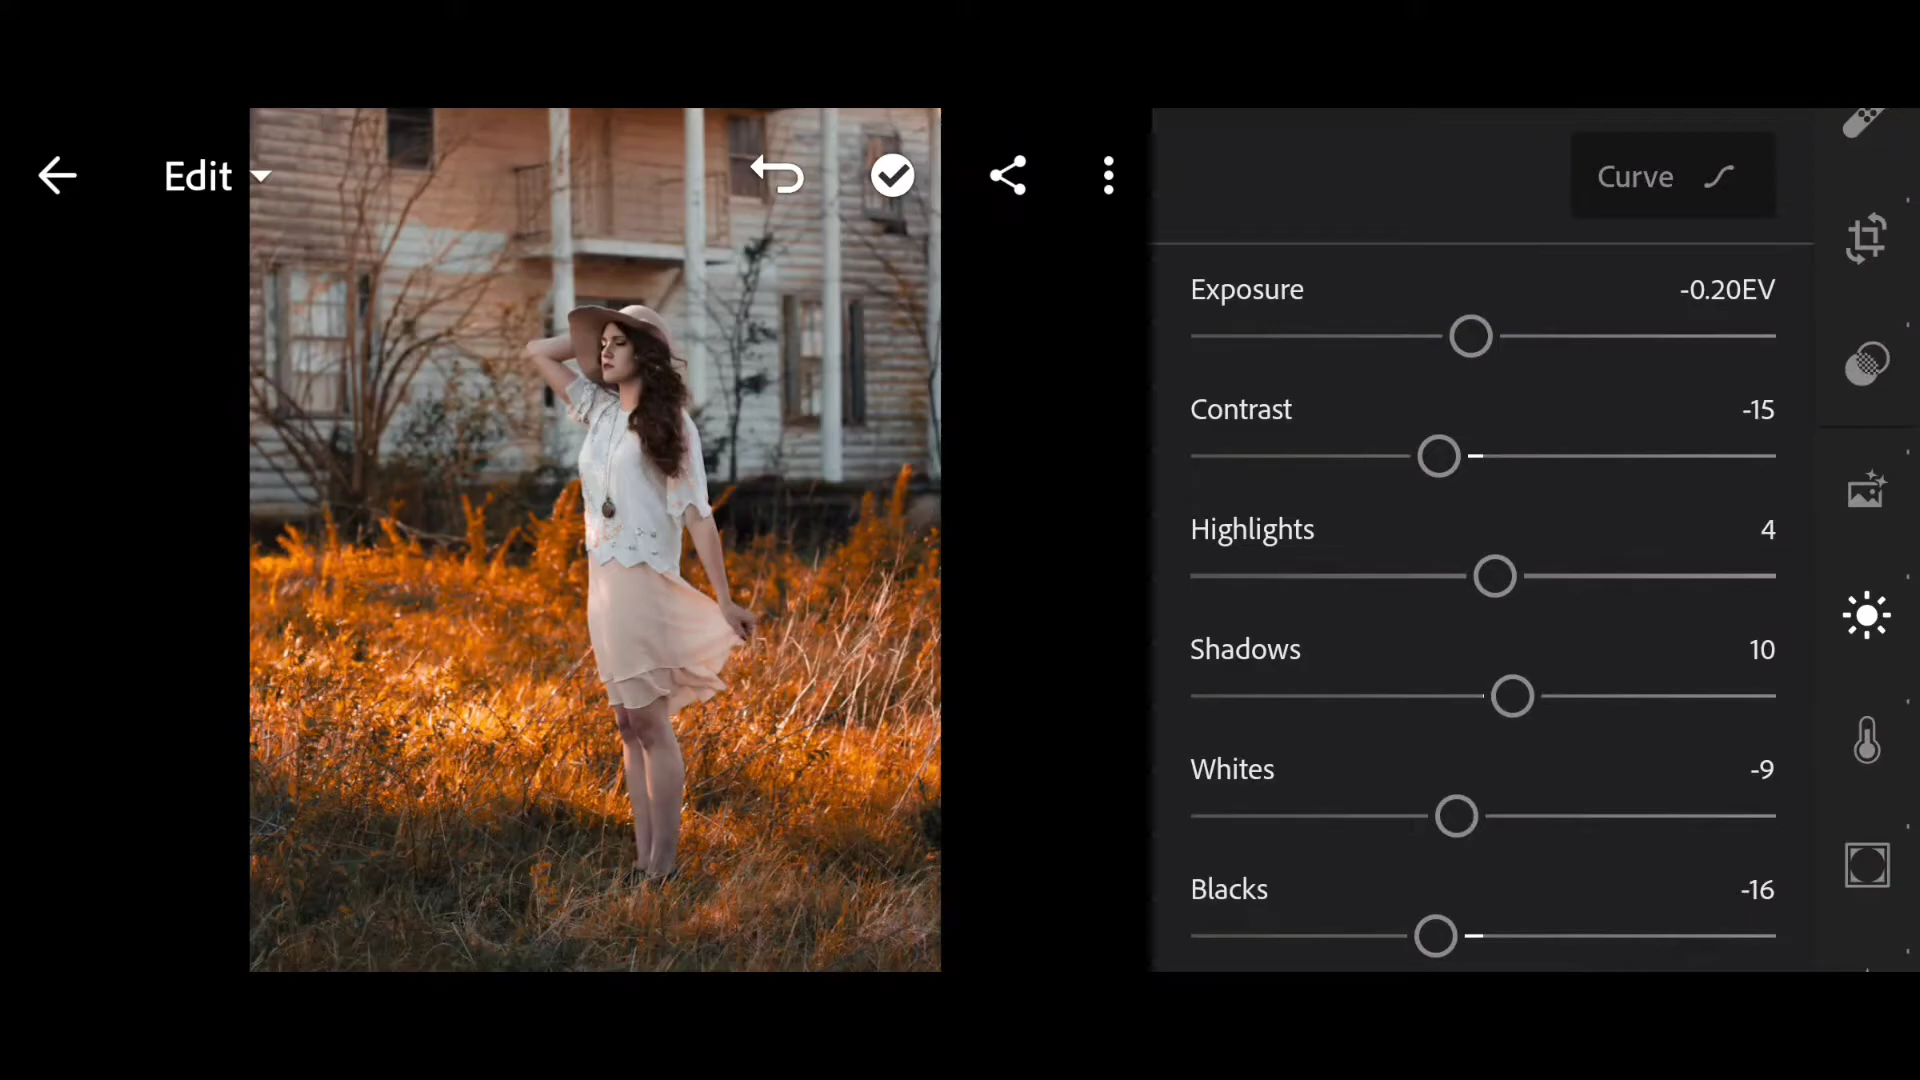 Edit
Curve
Exposure -0.20EV
Contrast -15
Highlights 4
Shadows 10
Whites -9
Blacks -16